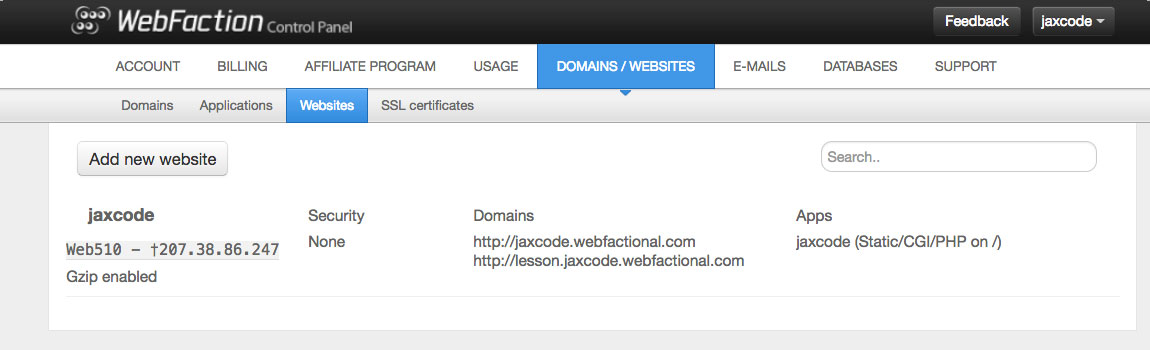 WebFaction Control Panel Feedback jaxcode
ACCOUNT BILLING AFFILIATE PROGRAM USAGE DOMAINS / WEBSITES E-MAILS DATABASES SUPPORT
Domains Applications Websites SSL certificates
Add new website Search..
jaxcode Security Domains Apps
Web510 - †207.38.86.247 None http://jaxcode.webfactional.com jaxcode (Static/CGI/PHP on /)
http://lesson.jaxcode.webfactional.com
Gzip enabled